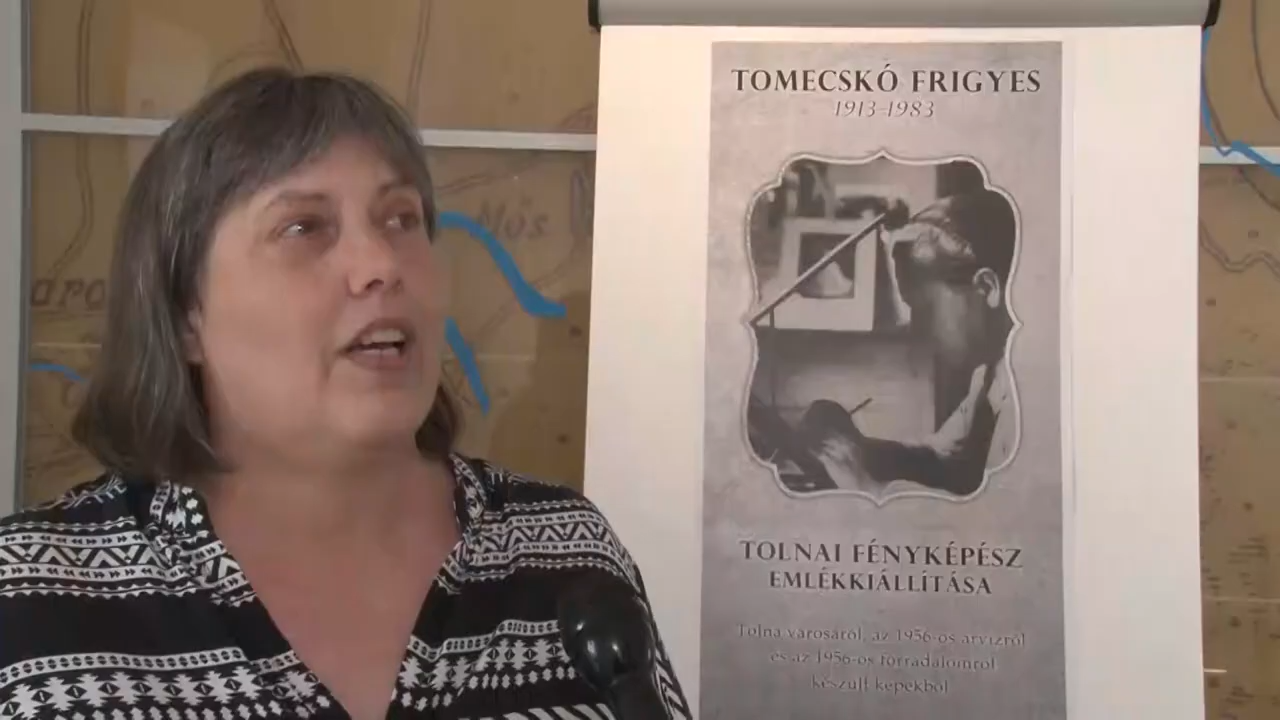 TOMECSKÓ FRIGYES
1913-1983
TOLNAI FÉNYKÉPÉSZ
EMLÉKKIÁLLÍTÁSA
Tolna városáról, az 1956-os árvízről
és az 1956-os forradalomról
készült képekből